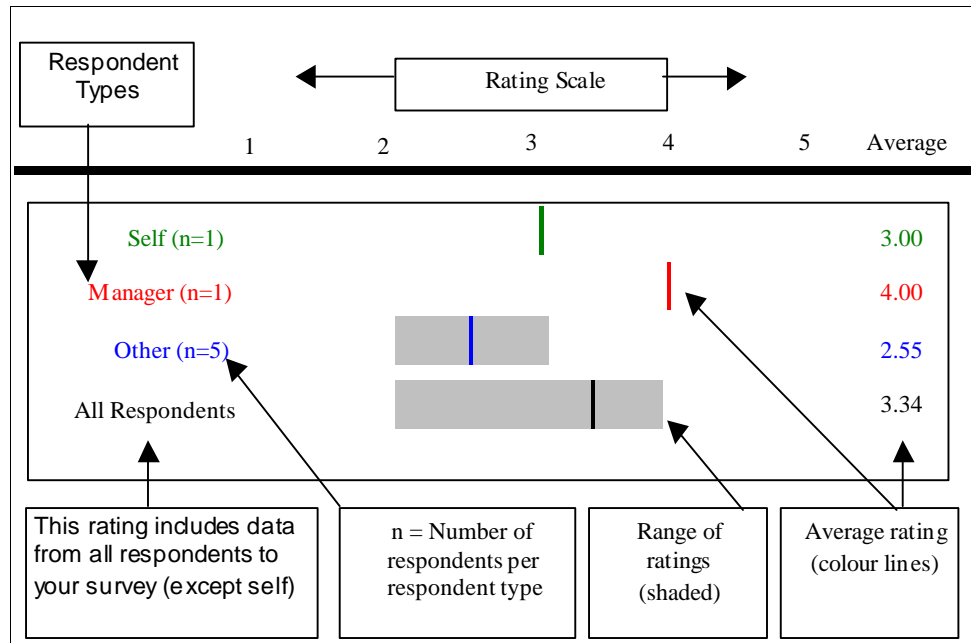 Respondent
Types
Rating Scale
1 2 3 4 5 Average
Self (n=1) 3.00
Manager (n=1) 4.00
Other (n=5) 2.55
All Respondents 3.34
This rating includes data
from all respondents to
your survey (except self)
n = Number of
respondents per
respondent type
Range of
ratings
(shaded)
Average rating
(colour lines)